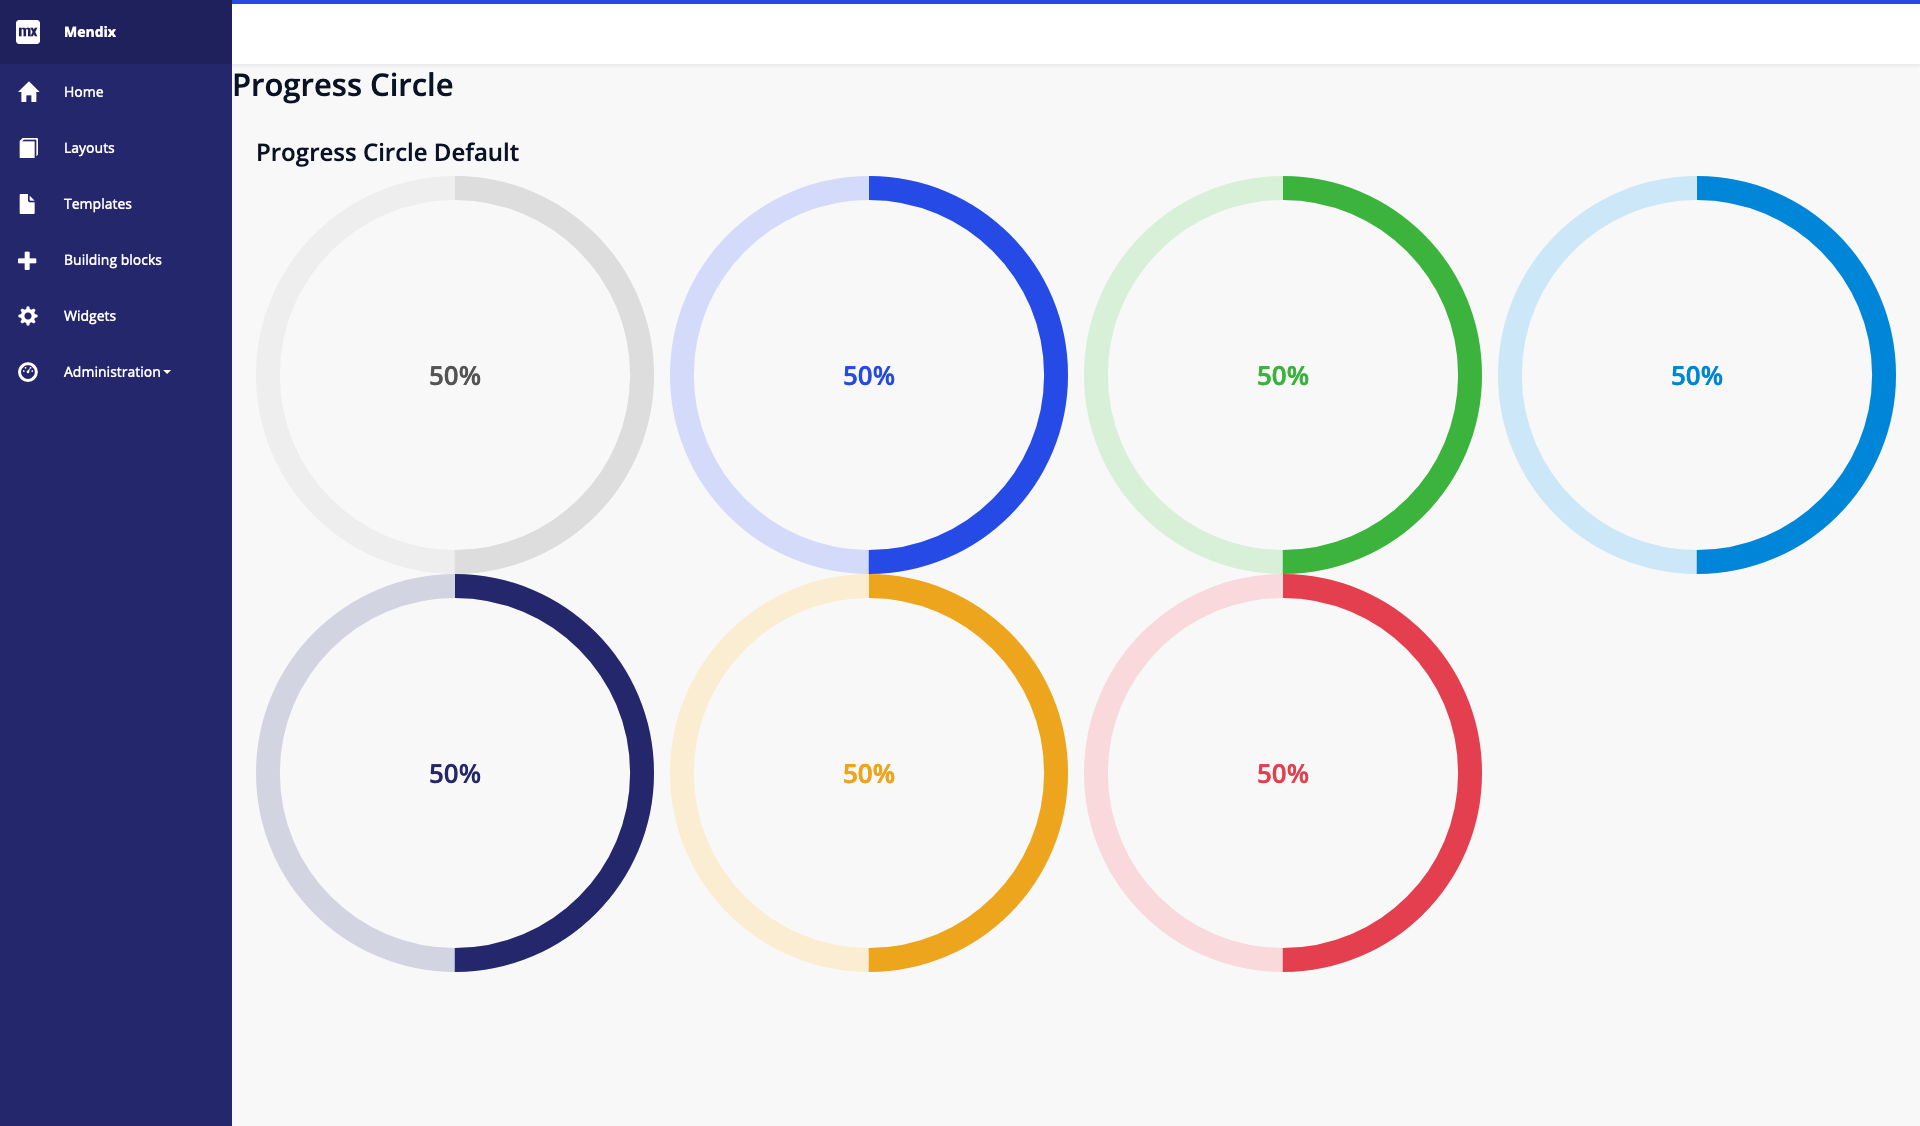 mx Mendix
Home
Layouts
Templates
Building blocks
Widgets
Administration
Progress Circle
Progress Circle Default
50% 50% 50% 50%
50% 50% 50%